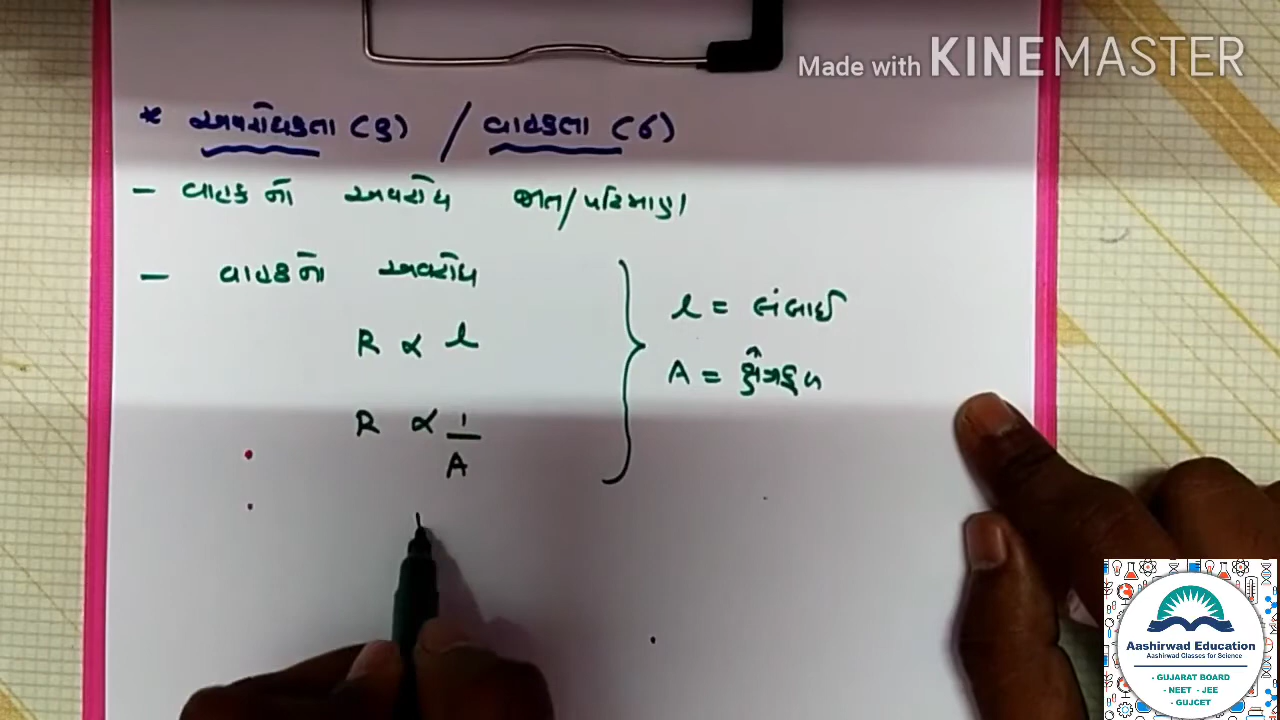 Made with KINEMASTER
* અવરોધકતા (ρ) / વાહકતા (σ)
- વાહક નો અવરોધ જાત/પરિમાણ
- વાહકનો અવરોધ
R ∝ l
R ∝ 1/A
l = લંબાઈ
A = ક્ષેત્રફળ
Aashirwad Education
Aashirwad Classes for Science
- GUJARAT BOARD
- NEET - JEE
- GUJCET